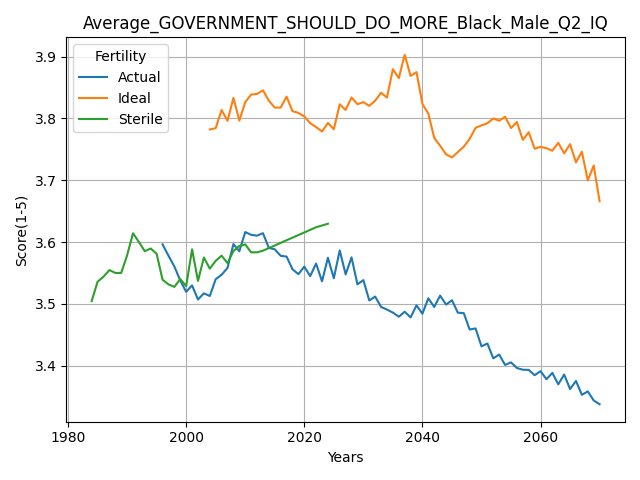 Average_GOVERNMENT_SHOULD_DO_MORE_Black_Male_Q2_IQ
Fertility
Actual
Ideal
Sterile
3.9
3.8
3.7
3.6
3.5
3.4
Score(1-5)
1980
2000
2020
2040
2060
Years